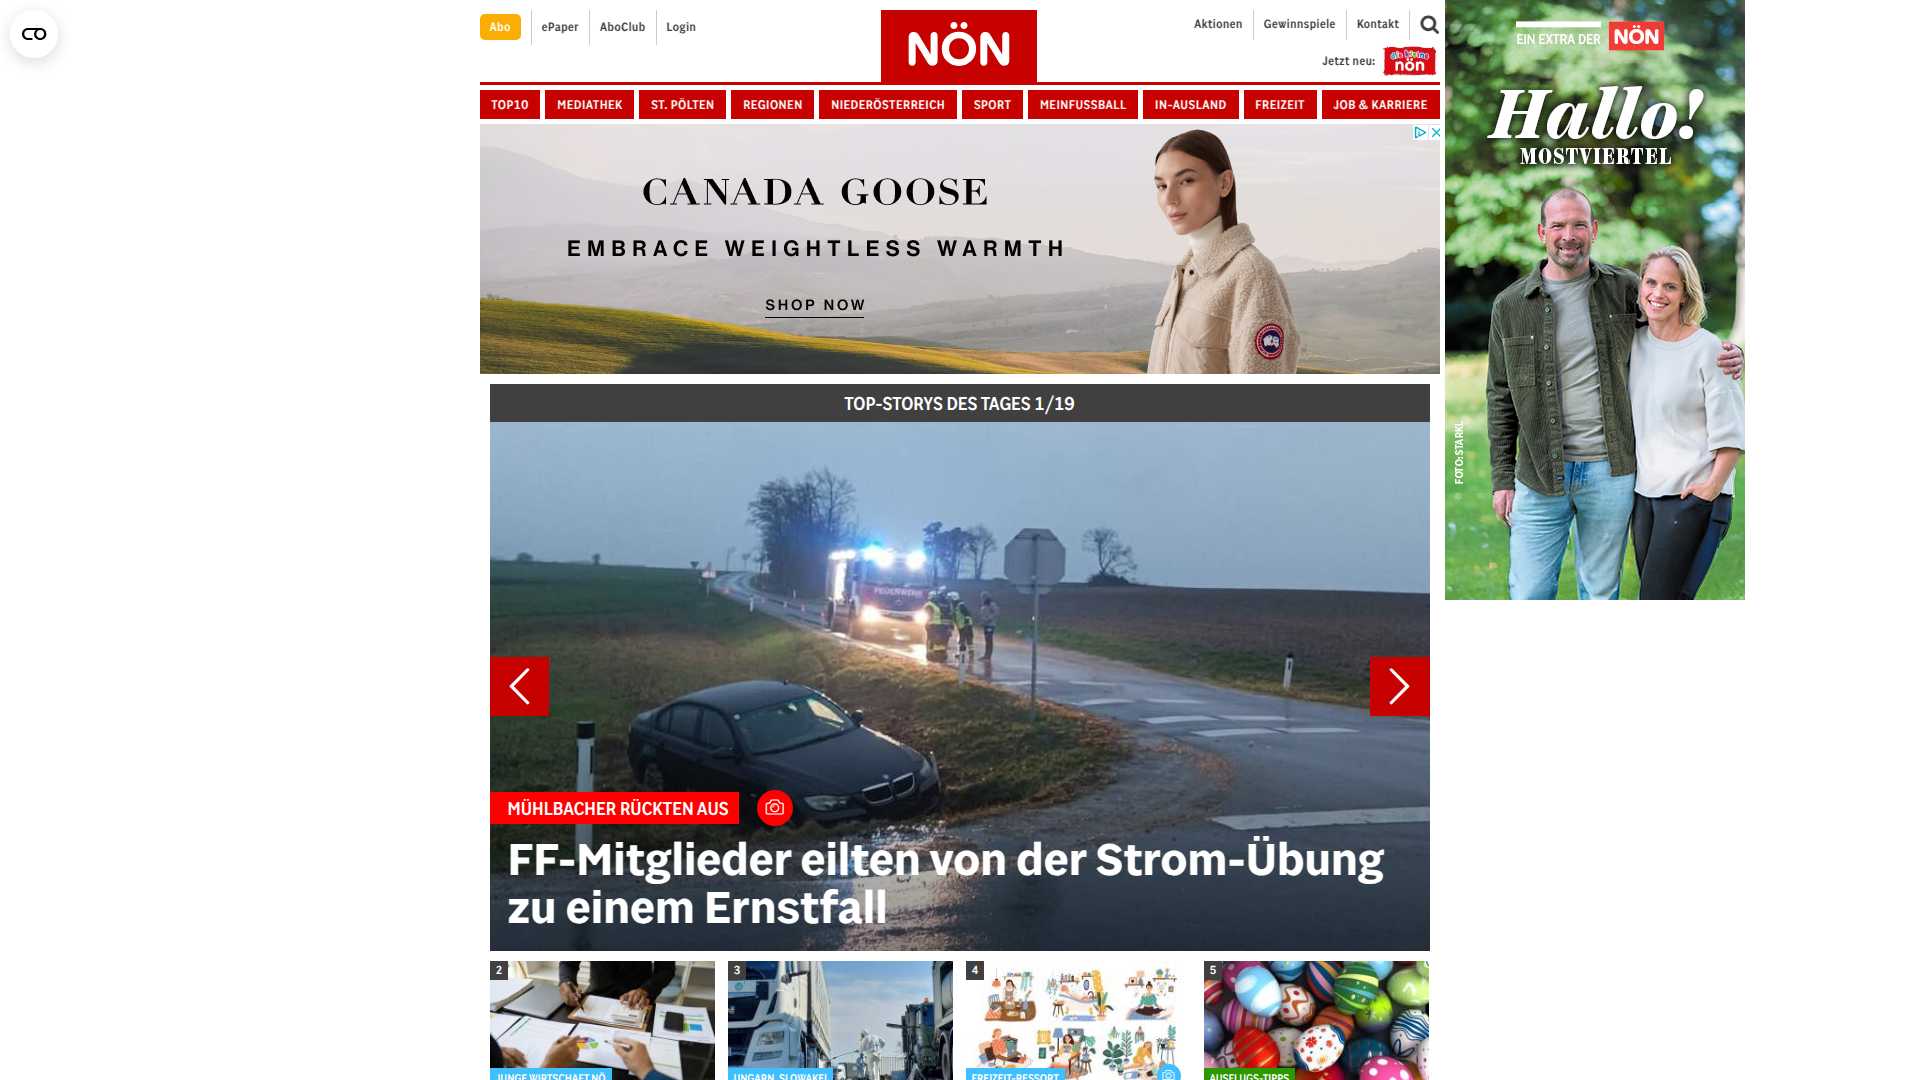 Abo
ePaper
AboClub
Login
NÖN
Aktionen
Gewinnspiele
Kontakt
Jetzt neu:
die kleine
nön
TOP10
MEDIATHEK
ST. PÖLTEN
REGIONEN
NIEDERÖSTERREICH
SPORT
MEINFUSSBALL
IN-AUSLAND
FREIZEIT
JOB & KARRIERE
CANADA GOOSE
EMBRACE WEIGHTLESS WARMTH
SHOP NOW
EIN EXTRA DER NÖN
Hallo!
MOSTVIERTEL
FOTO: STARKL
TOP-STORYS DES TAGES 1/19
FEUERWEHR
MÜHLBACHER RÜCKTEN AUS
FF-Mitglieder eilten von der Strom-Übung
zu einem Ernstfall
2
3
4
5
JUNGE WIRTSCHAFT NÖ
UNGARN, SLOWAKEI
FREIZEIT-RESSORT
AUSFLUGS-TIPPS